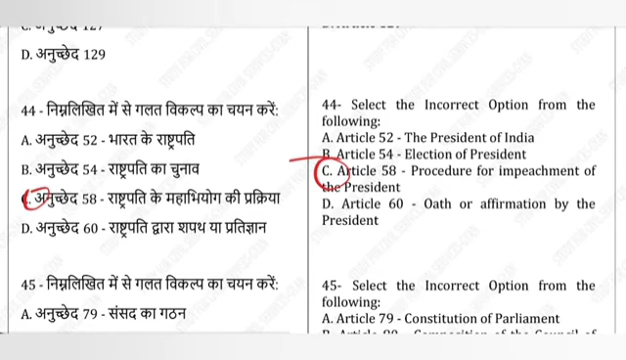 D. अनुच्छेद 129
44 - निम्नलिखित में से गलत विकल्प का चयन करें:
A. अनुच्छेद 52 - भारत के राष्ट्रपति
B. अनुच्छेद 54 - राष्ट्रपति का चुनाव
C. अनुच्छेद 58 - राष्ट्रपति के महाभियोग की प्रक्रिया
D. अनुच्छेद 60 - राष्ट्रपति द्वारा शपथ या प्रतिज्ञान
45 - निम्नलिखित में से गलत विकल्प का चयन करें:
A. अनुच्छेद 79 - संसद का गठन
44- Select the Incorrect Option from the
following:
A. Article 52 - The President of India
B. Article 54 - Election of President
C. Article 58 - Procedure for impeachment of
the President
D. Article 60 - Oath or affirmation by the
President
45- Select the Incorrect Option from the
following:
A. Article 79 - Constitution of Parliament